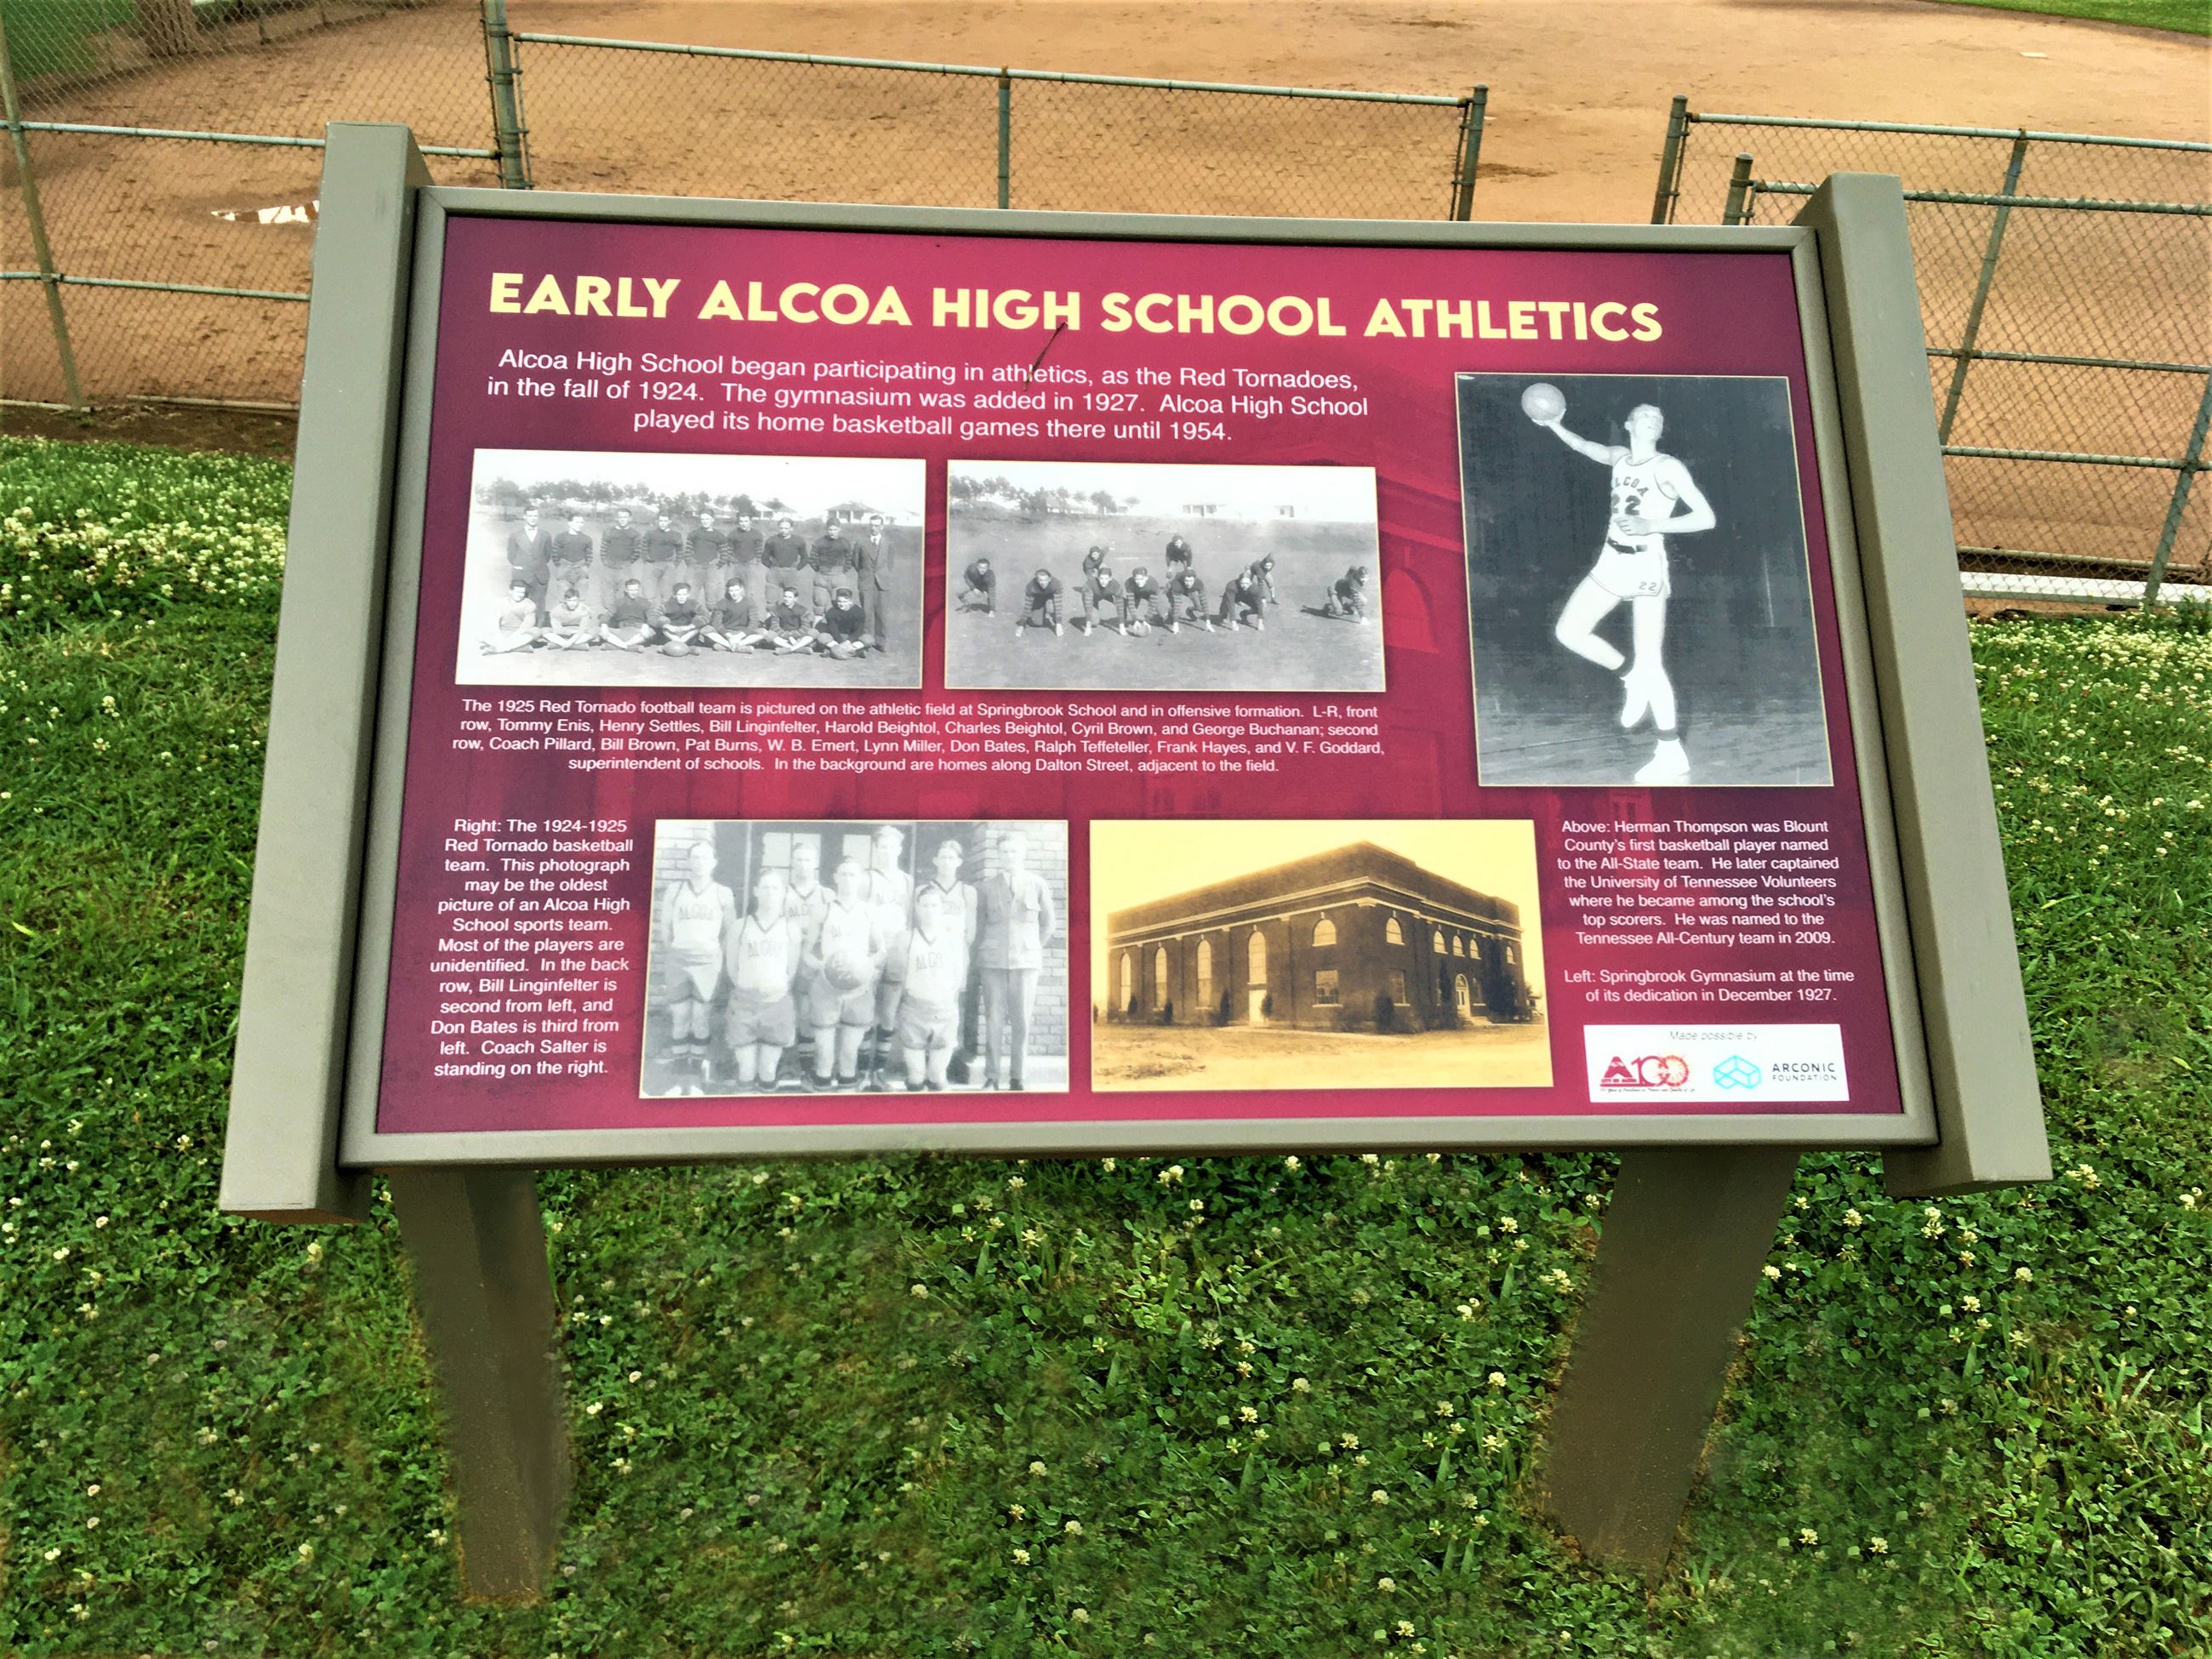 EARLY ALCOA HIGH SCHOOL ATHLETICS
Alcoa High School began participating in athletics, as the Red Tornadoes,
in the fall of 1924. The gymnasium was added in 1927. Alcoa High School
played its home basketball games there until 1954.
ALCOA
22
22
The 1925 Red Tornado football team is pictured on the athletic field at Springbrook School and in offensive formation. L-R, front
row, Tommy Enis, Henry Settles, Bill Linginfelter, Harold Beightol, Charles Beightol, Cyril Brown, and George Buchanan; second
row, Coach Pillard, Bill Brown, Pat Burns, W. B. Emert, Lynn Miller, Don Bates, Ralph Teffeteller, Frank Hayes, and V. F. Goddard,
superintendent of schools. In the background are homes along Dalton Street, adjacent to the field.
Right: The 1924-1925
Red Tornado basketball
team. This photograph
may be the oldest
picture of an Alcoa High
School sports team.
Most of the players are
unidentified. In the back
row, Bill Linginfelter is
second from left, and
Don Bates is third from
left. Coach Salter is
standing on the right.
ALCOA
ALCOA
Above: Herman Thompson was Blount
County's first basketball player named
to the All-State team. He later captained
the University of Tennessee Volunteers
where he became among the school's
top scorers. He was named to the
Tennessee All-Century team in 2009.
Left: Springbrook Gymnasium at the time
of its dedication in December 1927.
Made possible by
A100
ARCONIC
FOUNDATION